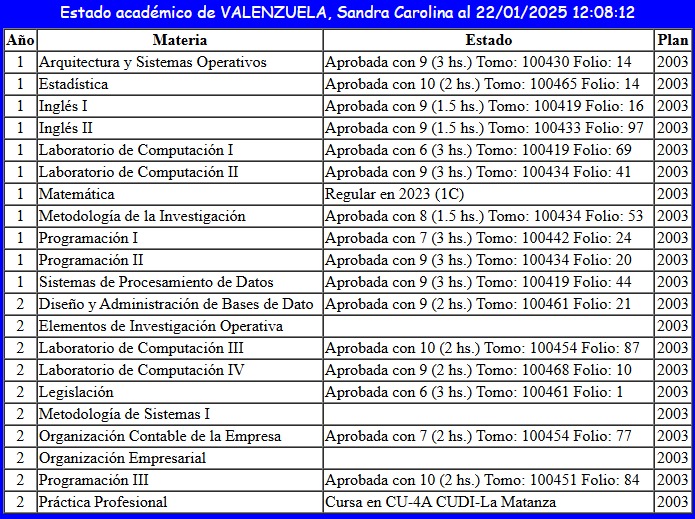 Estado académico de VALENZUELA, Sandra Carolina al 22/01/2025 12:08:12
Año Materia Estado Plan
1 Arquitectura y Sistemas Operativos Aprobada con 9 (3 hs.) Tomo: 100430 Folio: 14 2003
1 Estadística Aprobada con 10 (2 hs.) Tomo: 100465 Folio: 14 2003
1 Inglés I Aprobada con 9 (1.5 hs.) Tomo: 100419 Folio: 16 2003
1 Inglés II Aprobada con 9 (1.5 hs.) Tomo: 100433 Folio: 97 2003
1 Laboratorio de Computación I Aprobada con 6 (3 hs.) Tomo: 100419 Folio: 69 2003
1 Laboratorio de Computación II Aprobada con 9 (3 hs.) Tomo: 100434 Folio: 41 2003
1 Matemática Regular en 2023 (1C) 2003
1 Metodología de la Investigación Aprobada con 8 (1.5 hs.) Tomo: 100434 Folio: 53 2003
1 Programación I Aprobada con 7 (3 hs.) Tomo: 100442 Folio: 24 2003
1 Programación II Aprobada con 9 (3 hs.) Tomo: 100434 Folio: 20 2003
1 Sistemas de Procesamiento de Datos Aprobada con 9 (3 hs.) Tomo: 100419 Folio: 44 2003
2 Diseño y Administración de Bases de Dato Aprobada con 9 (2 hs.) Tomo: 100461 Folio: 21 2003
2 Elementos de Investigación Operativa 2003
2 Laboratorio de Computación III Aprobada con 10 (2 hs.) Tomo: 100454 Folio: 87 2003
2 Laboratorio de Computación IV Aprobada con 9 (2 hs.) Tomo: 100468 Folio: 10 2003
2 Legislación Aprobada con 6 (3 hs.) Tomo: 100461 Folio: 1 2003
2 Metodología de Sistemas I 2003
2 Organización Contable de la Empresa Aprobada con 7 (2 hs.) Tomo: 100454 Folio: 77 2003
2 Organización Empresarial 2003
2 Programación III Aprobada con 10 (2 hs.) Tomo: 100451 Folio: 84 2003
2 Práctica Profesional Cursa en CU-4A CUDI-La Matanza 2003